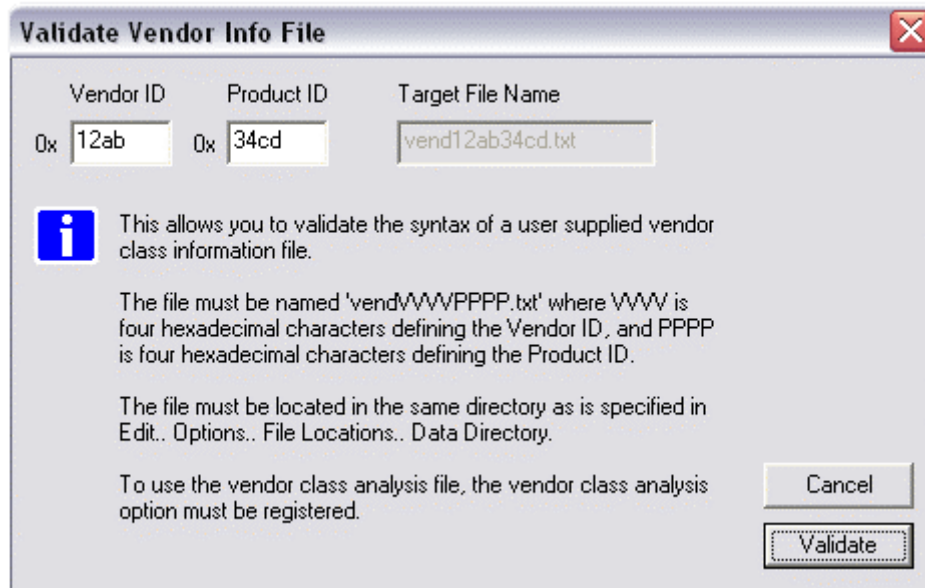 Validate Vendor Info File
Vendor ID Product ID Target File Name
0x 12ab 0x 34cd vend12ab34cd.txt
This allows you to validate the syntax of a user supplied vendor
class information file.
The file must be named 'vendVVVVPPPP.txt' where VVVV is
four hexadecimal characters defining the Vendor ID, and PPPP
is four hexadecimal characters defining the Product ID.
The file must be located in the same directory as is specified in
Edit.. Options.. File Locations.. Data Directory.
To use the vendor class analysis file, the vendor class analysis
option must be registered.
Cancel
Validate